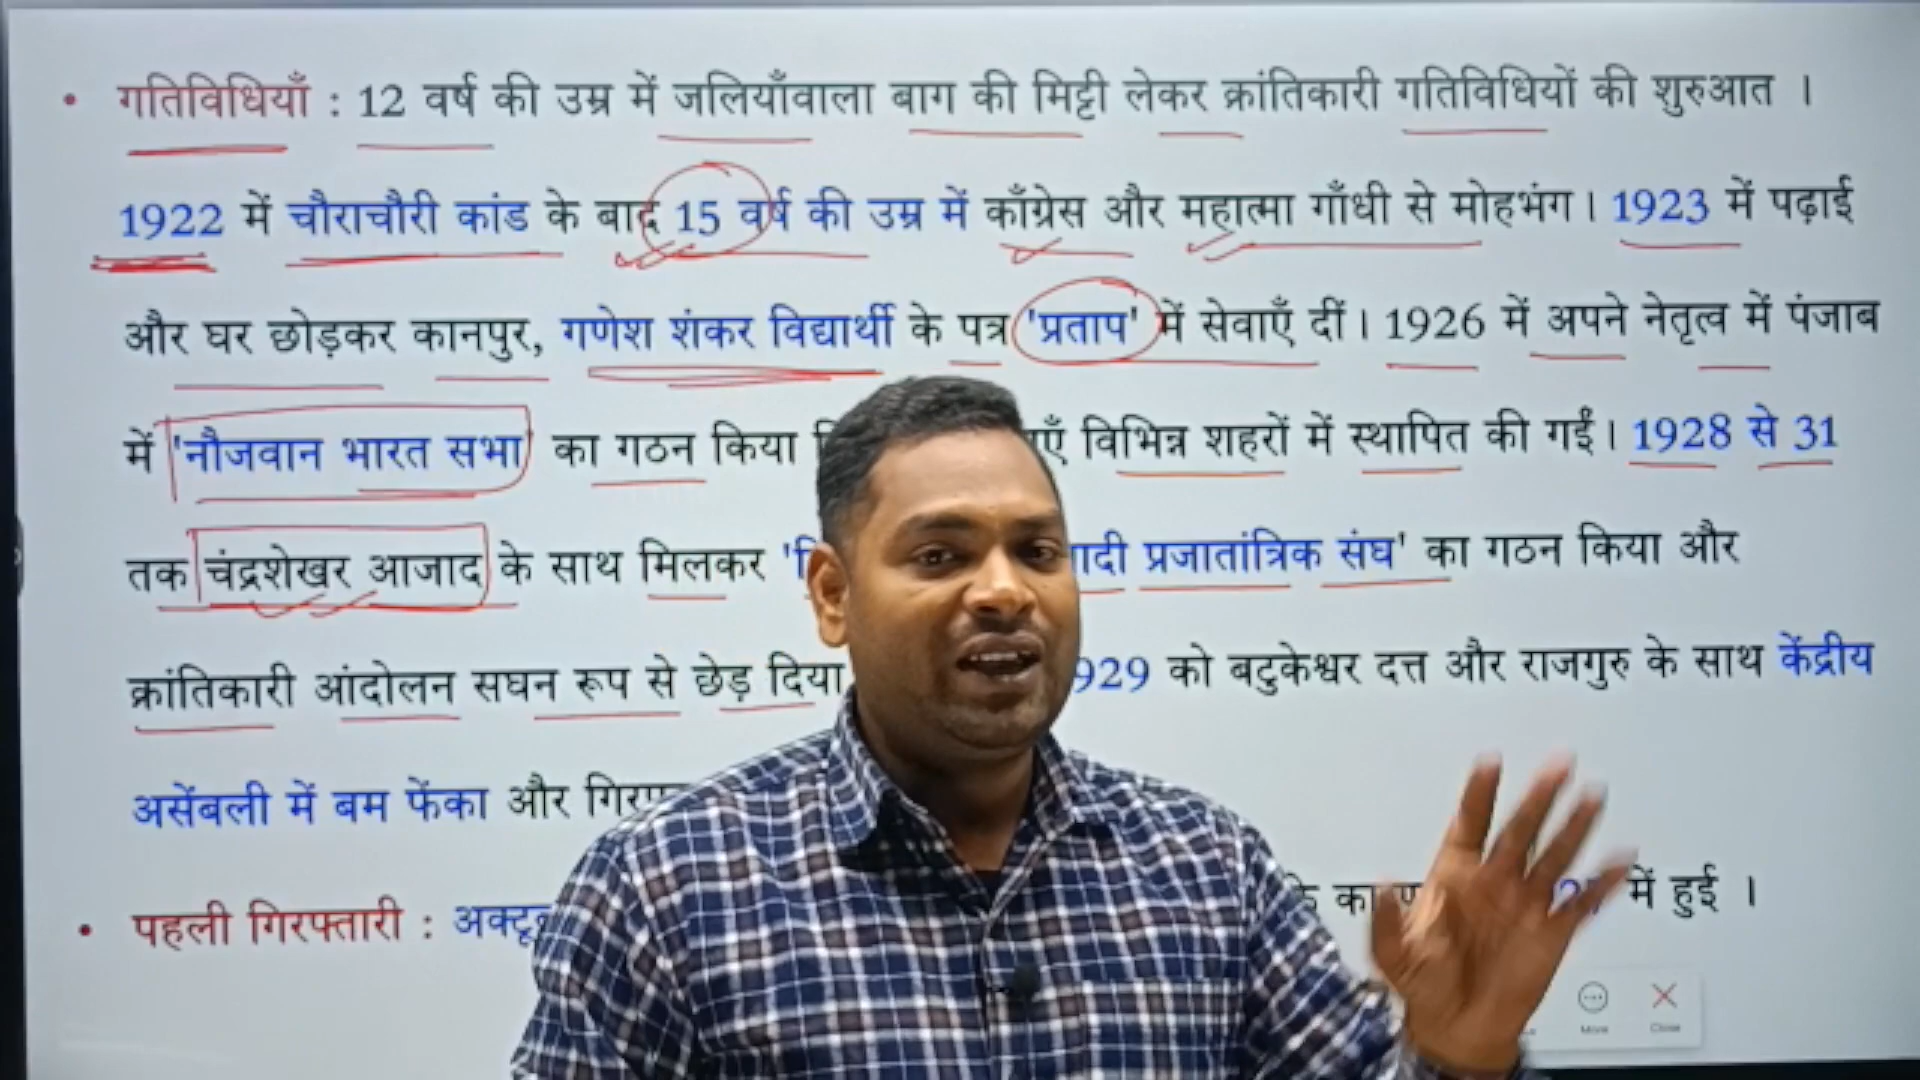 • गतिविधियाँ : 12 वर्ष की उम्र में जलियाँवाला बाग की मिट्टी लेकर क्रांतिकारी गतिविधियों की शुरुआत ।
1922 में चौराचौरी कांड के बाद 15 वर्ष की उम्र में काँग्रेस और महात्मा गाँधी से मोहभंग। 1923 में पढ़ाई
और घर छोड़कर कानपुर, गणेश शंकर विद्यार्थी के पत्र 'प्रताप' में सेवाएँ दीं। 1926 में अपने नेतृत्व में पंजाब
में 'नौजवान भारत सभा' का गठन किया विभिन्न शहरों में स्थापित की गईं। 1928 से 31
तक चंद्रशेखर आजाद के साथ मिलकर प्रजातांत्रिक संघ' का गठन किया और
क्रांतिकारी आंदोलन सघन रूप से छेड़ दिया को बटुकेश्वर दत्त और राजगुरु के साथ केंद्रीय
असेंबली में बम फेंका और
• पहली गिरफ्तारी : में हुई ।
More Close